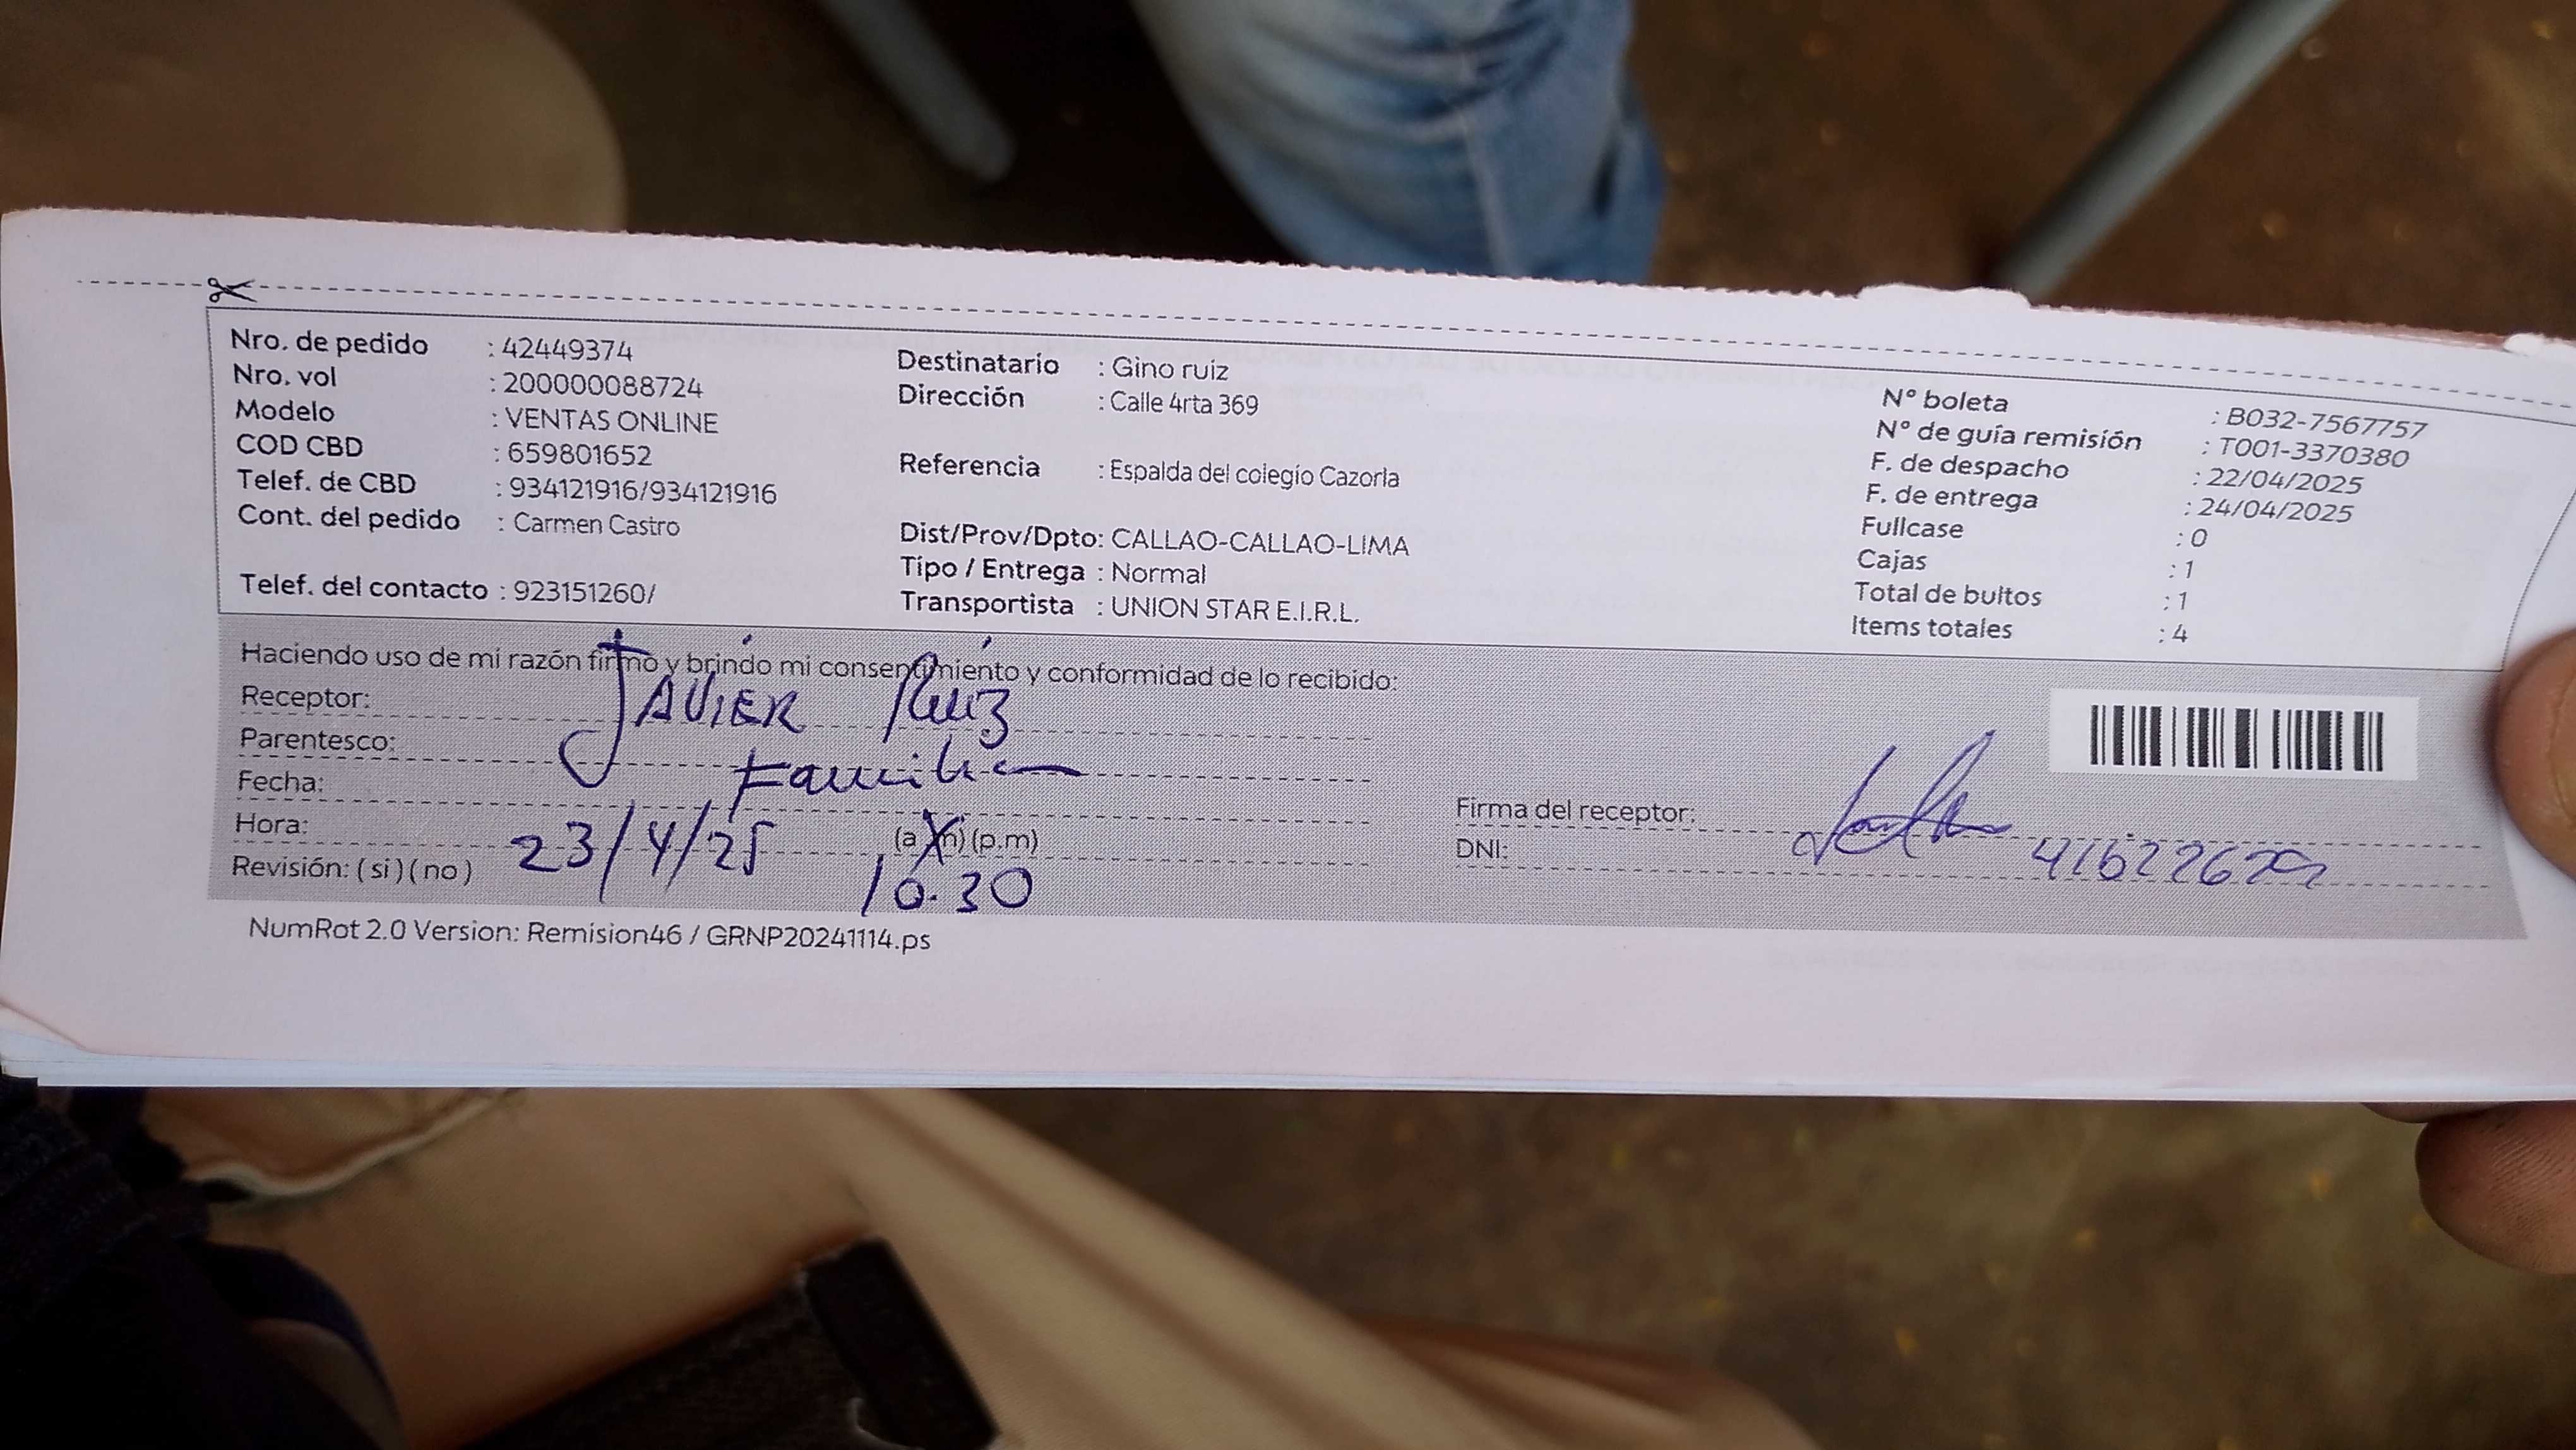 Nro. de pedido : 42449374
Nro. vol : 200000088724
Modelo : VENTAS ONLINE
COD CBD : 659801652
Telef. de CBD : 934121916/934121916
Cont. del pedido : Carmen Castro
Telef. del contacto : 923151260/
Destinatario : Gino ruiz
Dirección : Calle 4rta 369
Referencia : Espalda del colegio Cazorla
Dist/Prov/Dpto: CALLAO-CALLAO-LIMA
Tipo / Entrega : Normal
Transportista : UNION STAR E.I.R.L.
Nº boleta : B032-7567757
Nº de guía remisión : T001-3370380
F. de despacho : 22/04/2025
F. de entrega : 24/04/2025
Fullcase : 0
Cajas : 1
Total de bultos : 1
Items totales : 4
Haciendo uso de mi razón firmo y brindo mi consentimiento y conformidad de lo recibido:
Receptor: JAVIER Ruiz
Parentesco: Familia
Fecha: 23/4/25
Hora: (a.m) (p.m) 10.30
Revisión: ( si ) ( no )
Firma del receptor:
DNI:
NumRot 2.0 Version: Remision46 / GRNP20241114.ps